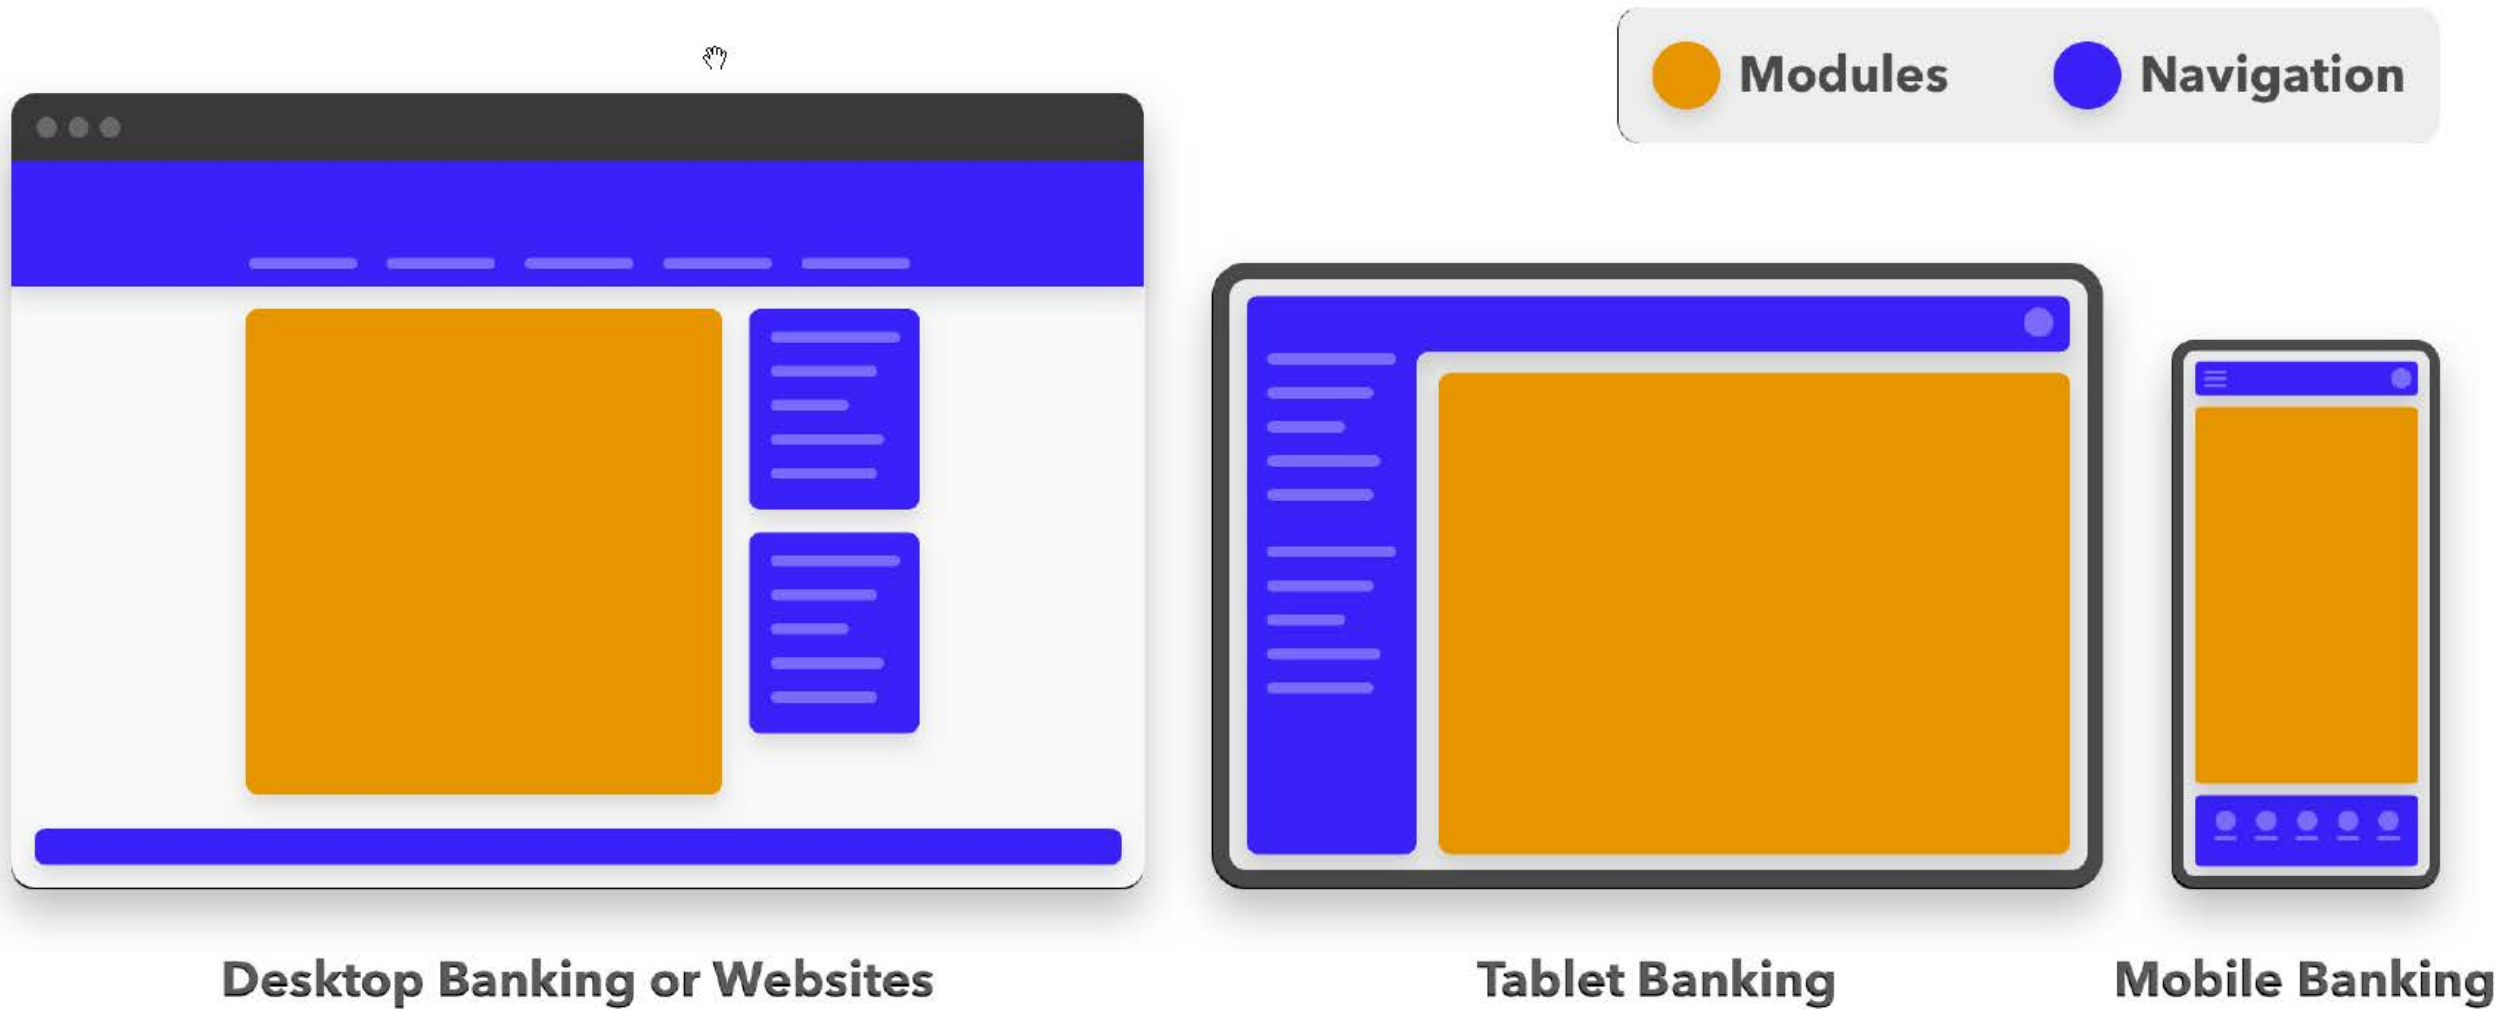 Modules
Navigation
Desktop Banking or Websites
Tablet Banking
Mobile Banking